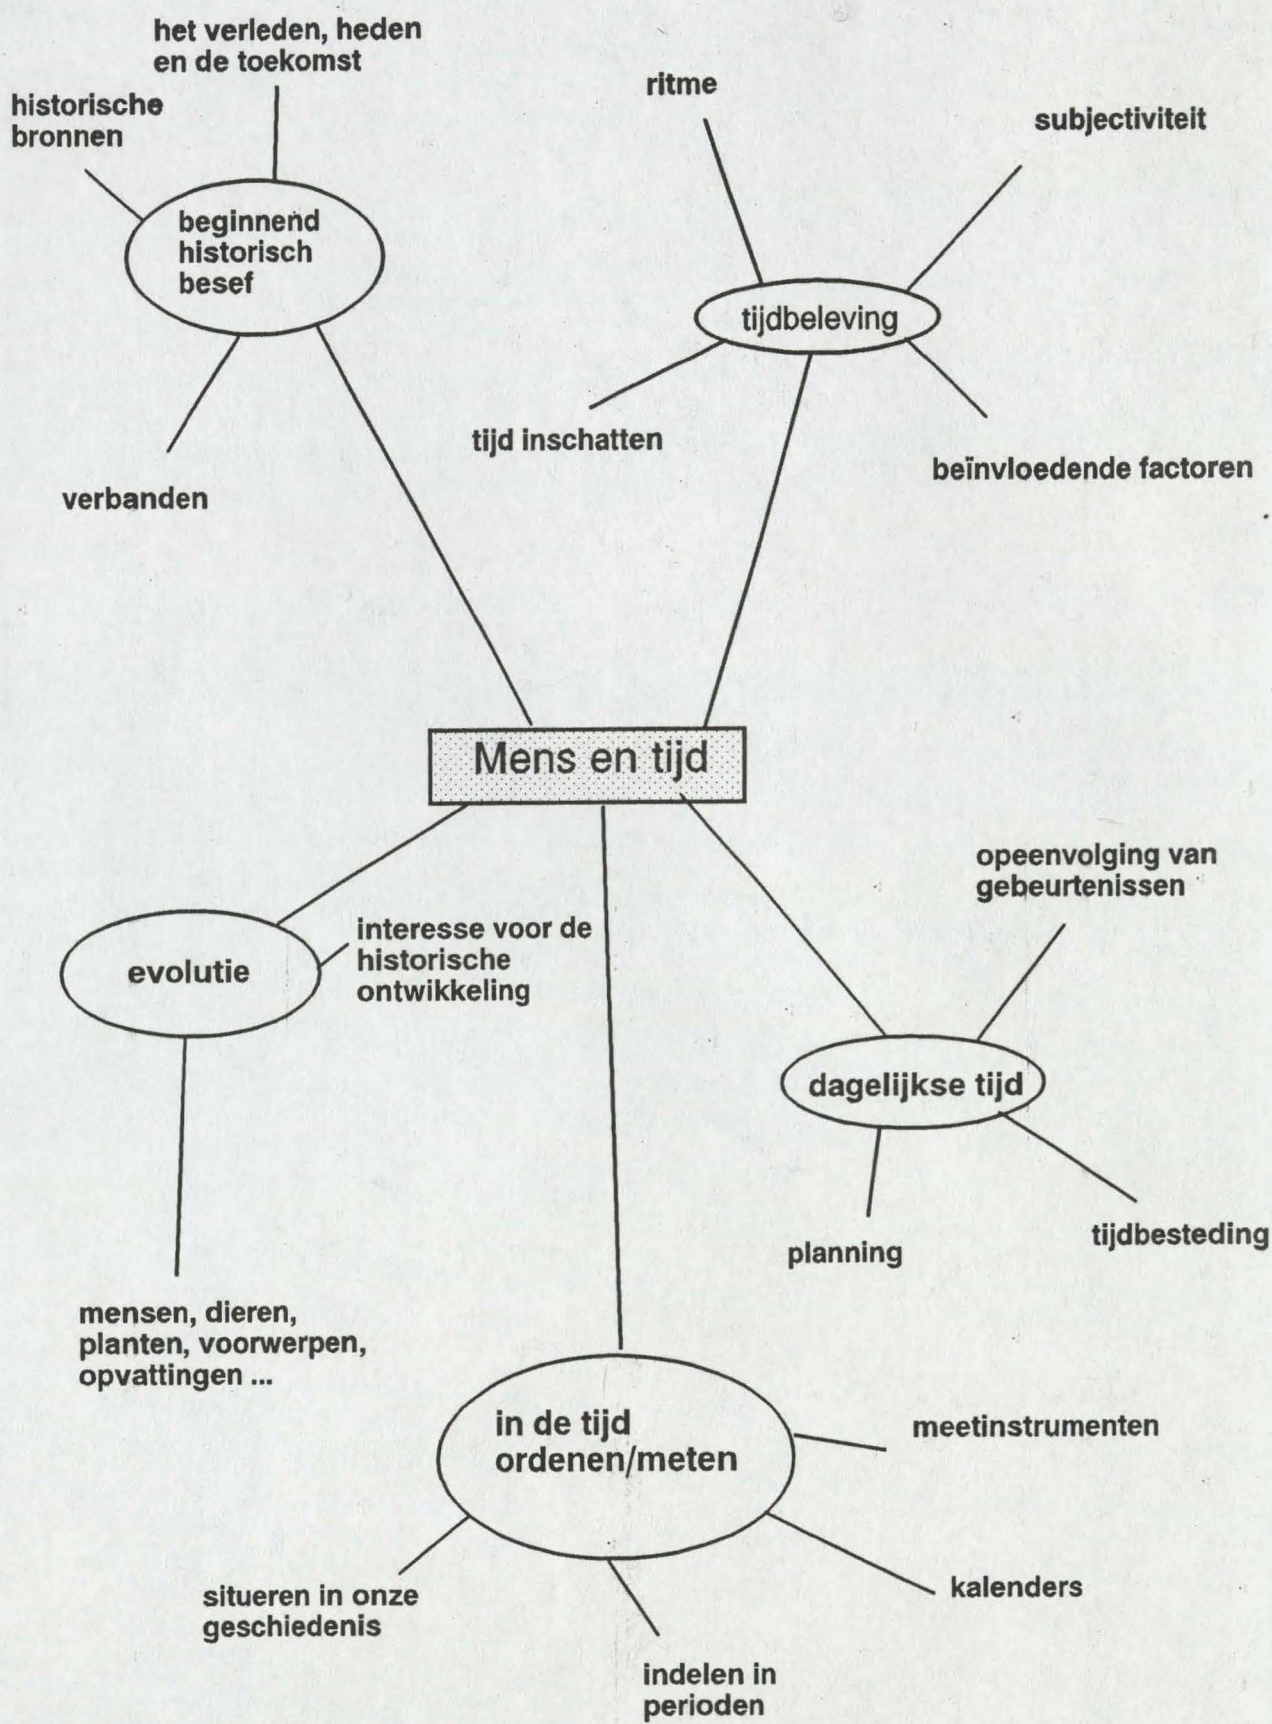 het verleden, heden
en de toekomst
historische
bronnen
beginnend
historisch
besef
verbanden
ritme
subjectiviteit
tijdbeleving
tijd inschatten
beïnvloedende factoren
Mens en tijd
evolutie
interesse voor de
historische
ontwikkeling
mensen, dieren,
planten, voorwerpen,
opvattingen ...
opeenvolging van
gebeurtenissen
dagelijkse tijd
planning
tijdbesteding
in de tijd
ordenen/meten
meetinstrumenten
kalenders
situeren in onze
geschiedenis
indelen in
perioden